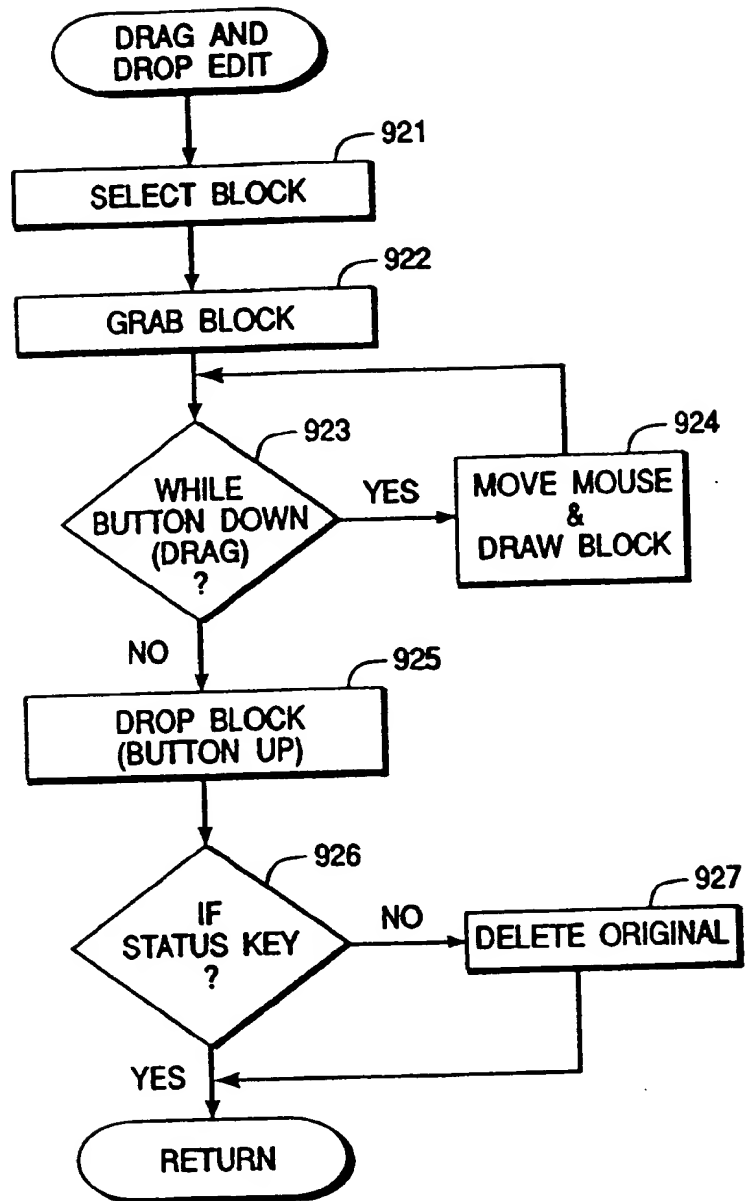 DRAG AND
DROP EDIT
921
SELECT BLOCK
922
GRAB BLOCK
923
WHILE
BUTTON DOWN
(DRAG)
?
YES
924
MOVE MOUSE
&
DRAW BLOCK
NO
925
DROP BLOCK
(BUTTON UP)
926
IF
STATUS KEY
?
NO
927
DELETE ORIGINAL
YES
RETURN